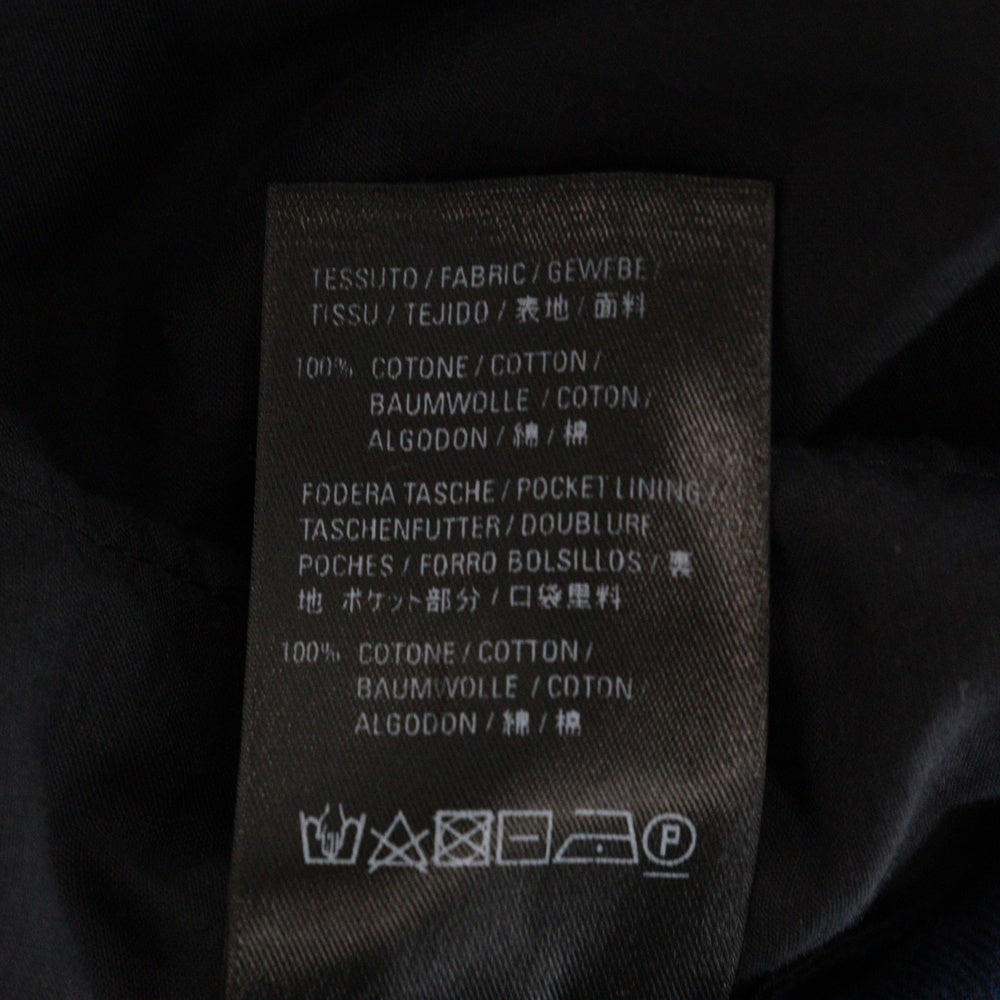 TESSUTO / FABRIC / GEWEBE /
TISSU / TEJIDO / 表地 / 面料
100% COTONE / COTTON /
BAUMWOLLE / COTON /
ALGODON / 綿 / 棉
FODERA TASCHE / POCKET LINING /
TASCHENFUTTER / DOUBLURE
POCHES / FORRO BOLSILLOS / 裏
地 ポケット部分 / 口袋里料
100% COTONE / COTTON /
BAUMWOLLE / COTON /
ALGODON / 綿 / 棉
P